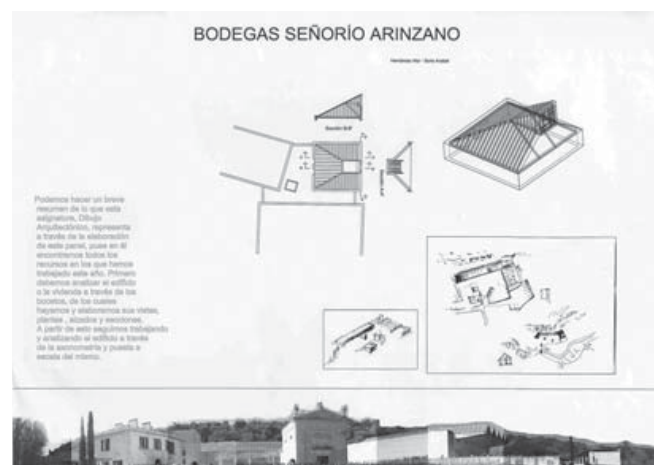 BODEGAS SEÑORÍO ARINZANO
Sección B-B'
Podemos hacer un breve
resumen de lo que esta
asignatura, Dibujo
Arquitectónico, representa
a través de la elaboración
de este panel, pues en él
encontramos todos los
recursos en los que hemos
trabajado este año. Primero
debemos analizar el edificio
o la vivienda a través de los
bocetos, de los cuales
hayamos y elaboramos sus vistas,
plantas , alzados y secciones.
A partir de esto seguimos trabajando
y analizando el edificio a través
de la axonometría y puesta a
escala del mismo.